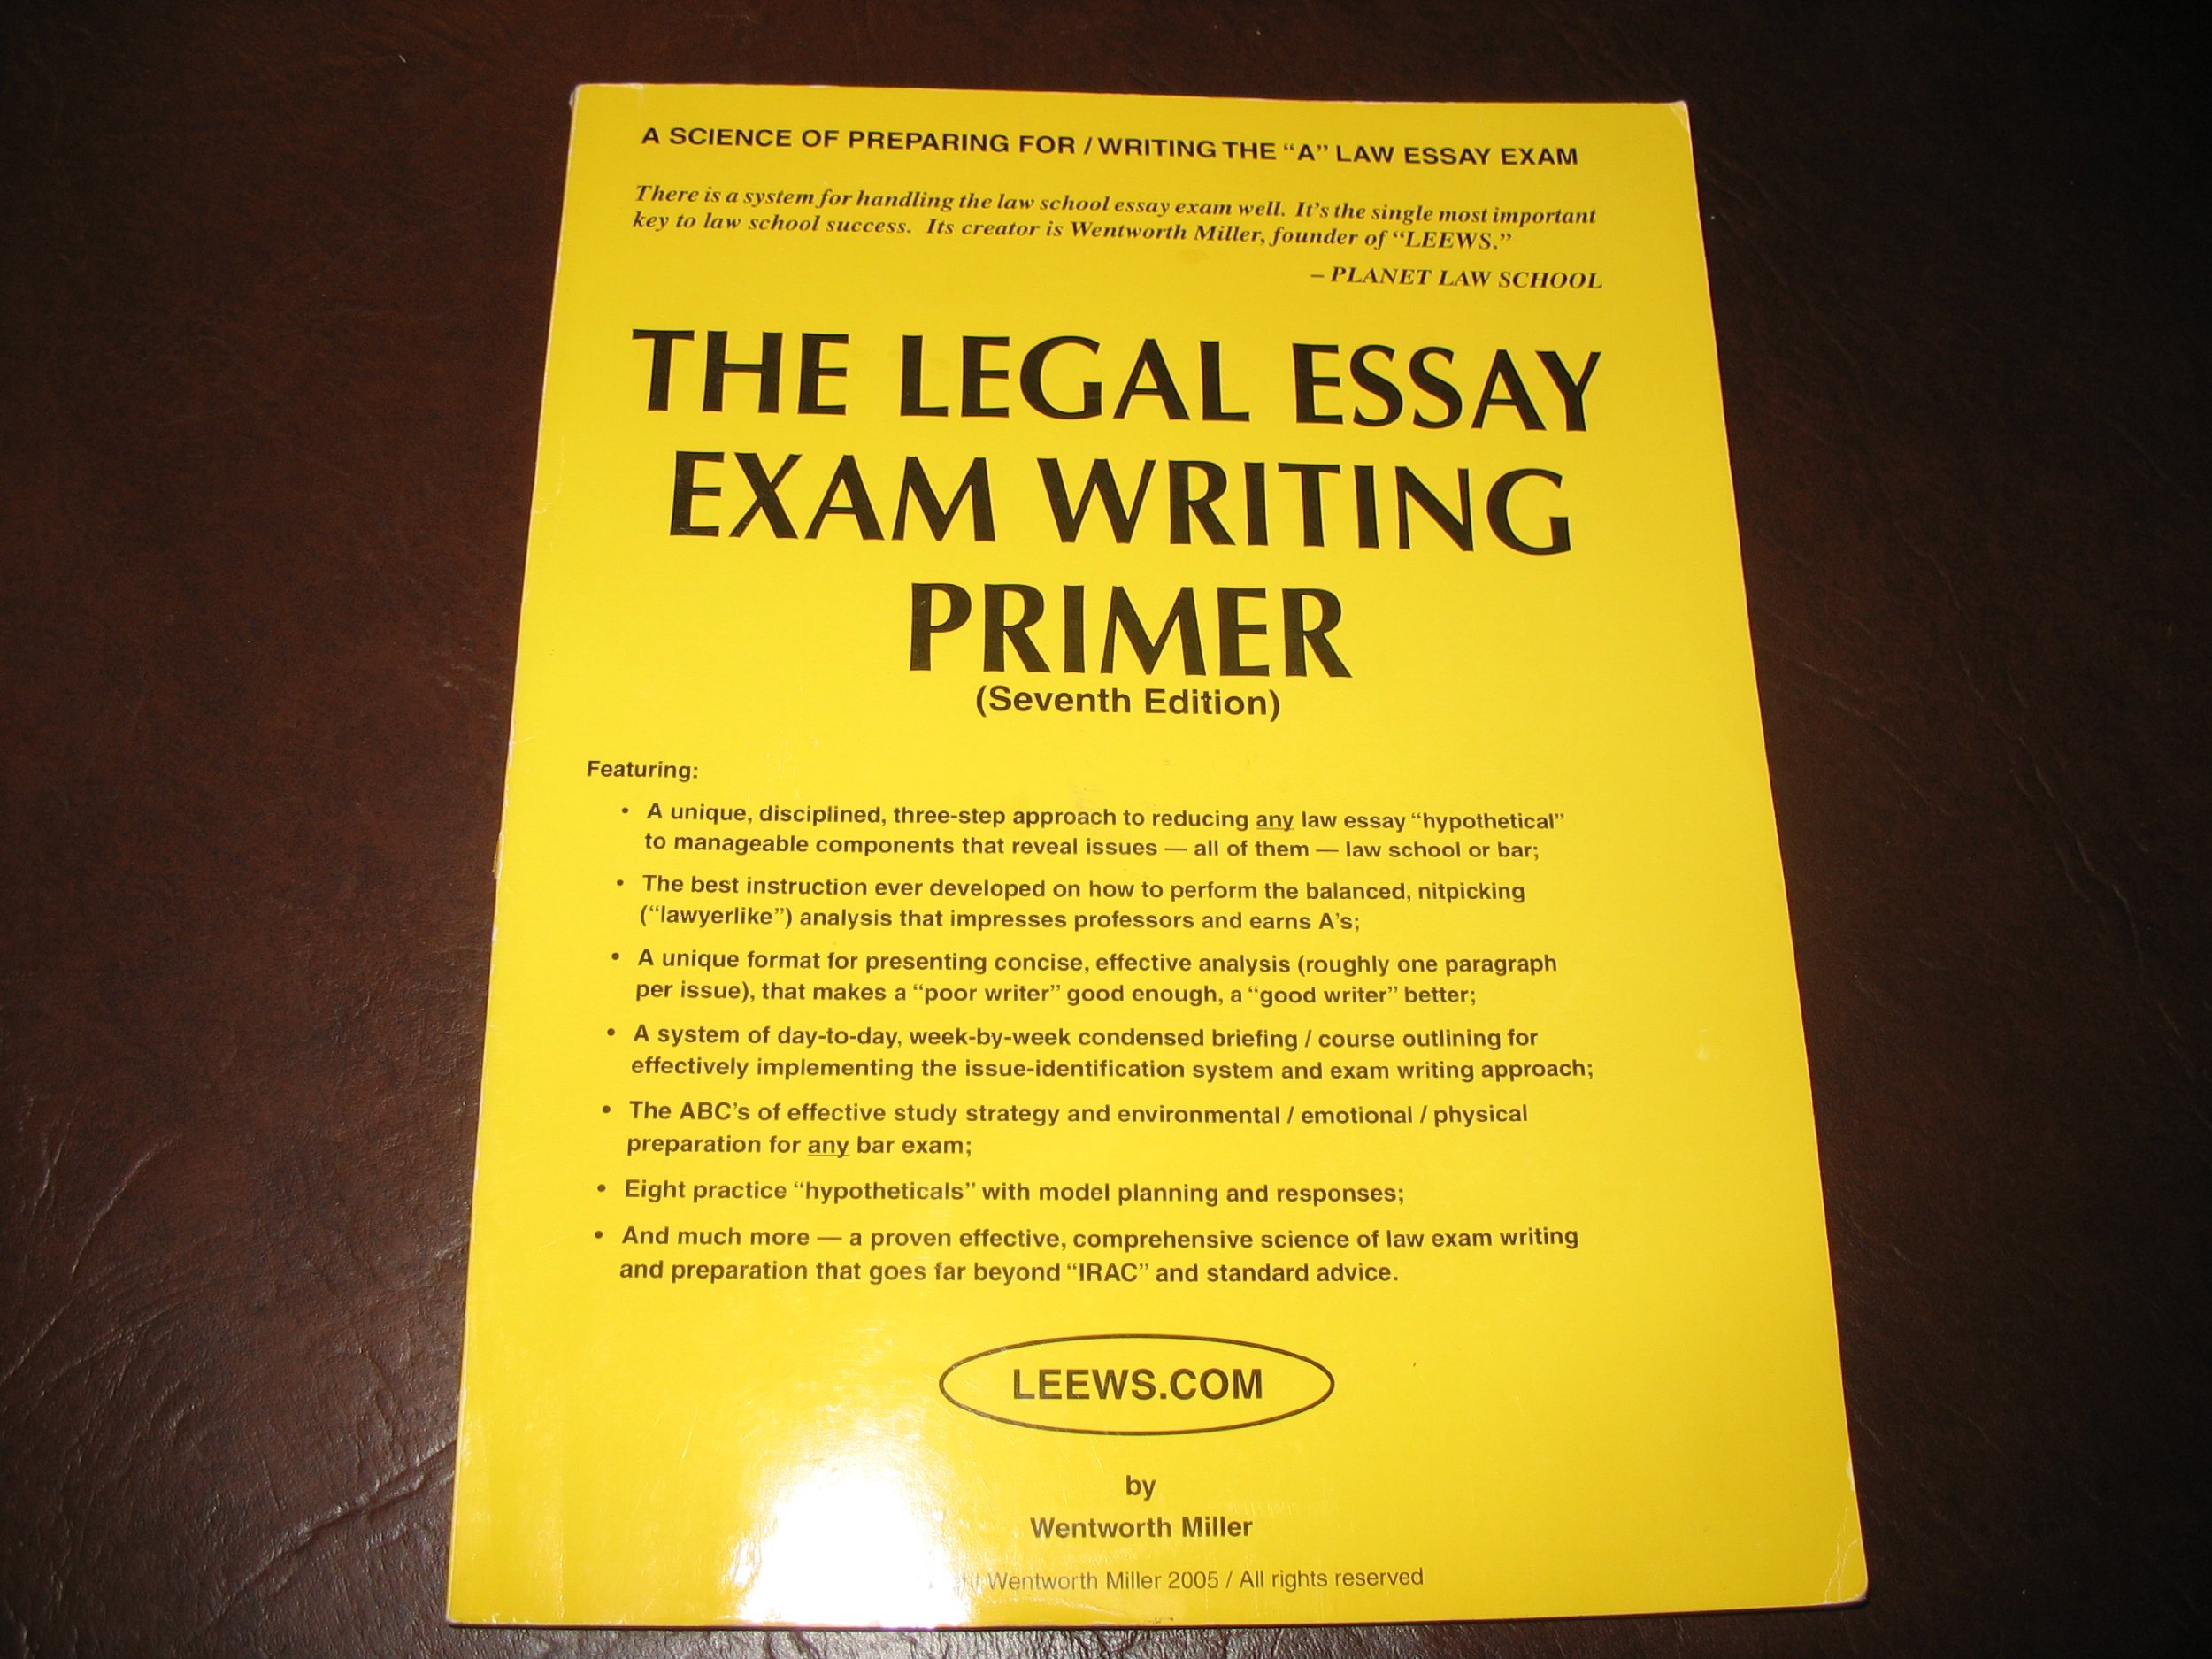 A SCIENCE OF PREPARING FOR / WRITING THE “A” LAW ESSAY EXAM
There is a system for handling the law school essay exam well. It’s the single most important
key to law school success. Its creator is Wentworth Miller, founder of “LEEWS.”
– PLANET LAW SCHOOL
THE LEGAL ESSAY
EXAM WRITING
PRIMER
(Seventh Edition)
Featuring:
• A unique, disciplined, three-step approach to reducing any law essay “hypothetical”
to manageable components that reveal issues — all of them — law school or bar;
• The best instruction ever developed on how to perform the balanced, nitpicking
(“lawyerlike”) analysis that impresses professors and earns A’s;
• A unique format for presenting concise, effective analysis (roughly one paragraph
per issue), that makes a “poor writer” good enough, a “good writer” better;
• A system of day-to-day, week-by-week condensed briefing / course outlining for
effectively implementing the issue-identification system and exam writing approach;
• The ABC’s of effective study strategy and environmental / emotional / physical
preparation for any bar exam;
• Eight practice “hypotheticals” with model planning and responses;
• And much more — a proven effective, comprehensive science of law exam writing
and preparation that goes far beyond “IRAC” and standard advice.
LEEWS.COM
by
Wentworth Miller
Wentworth Miller 2005 / All rights reserved